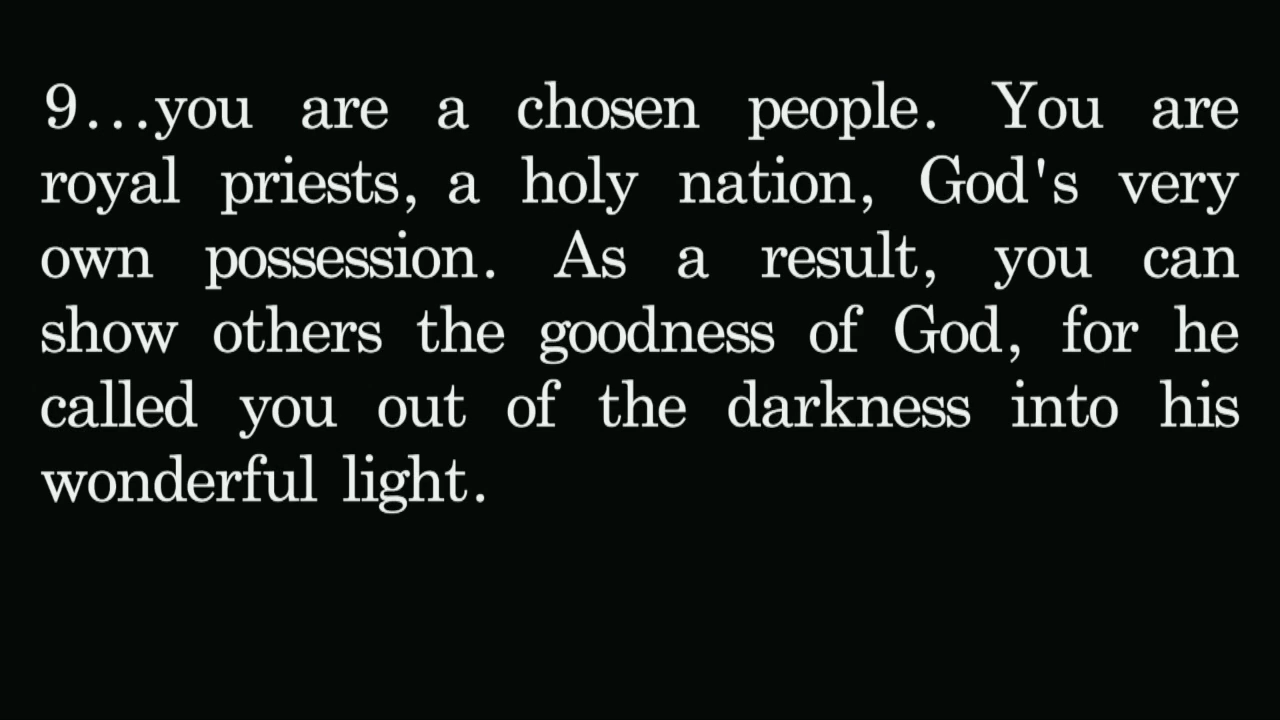 9...you are a chosen people. You are
royal priests, a holy nation, God's very
own possession. As a result, you can
show others the goodness of God, for he
called you out of the darkness into his
wonderful light.